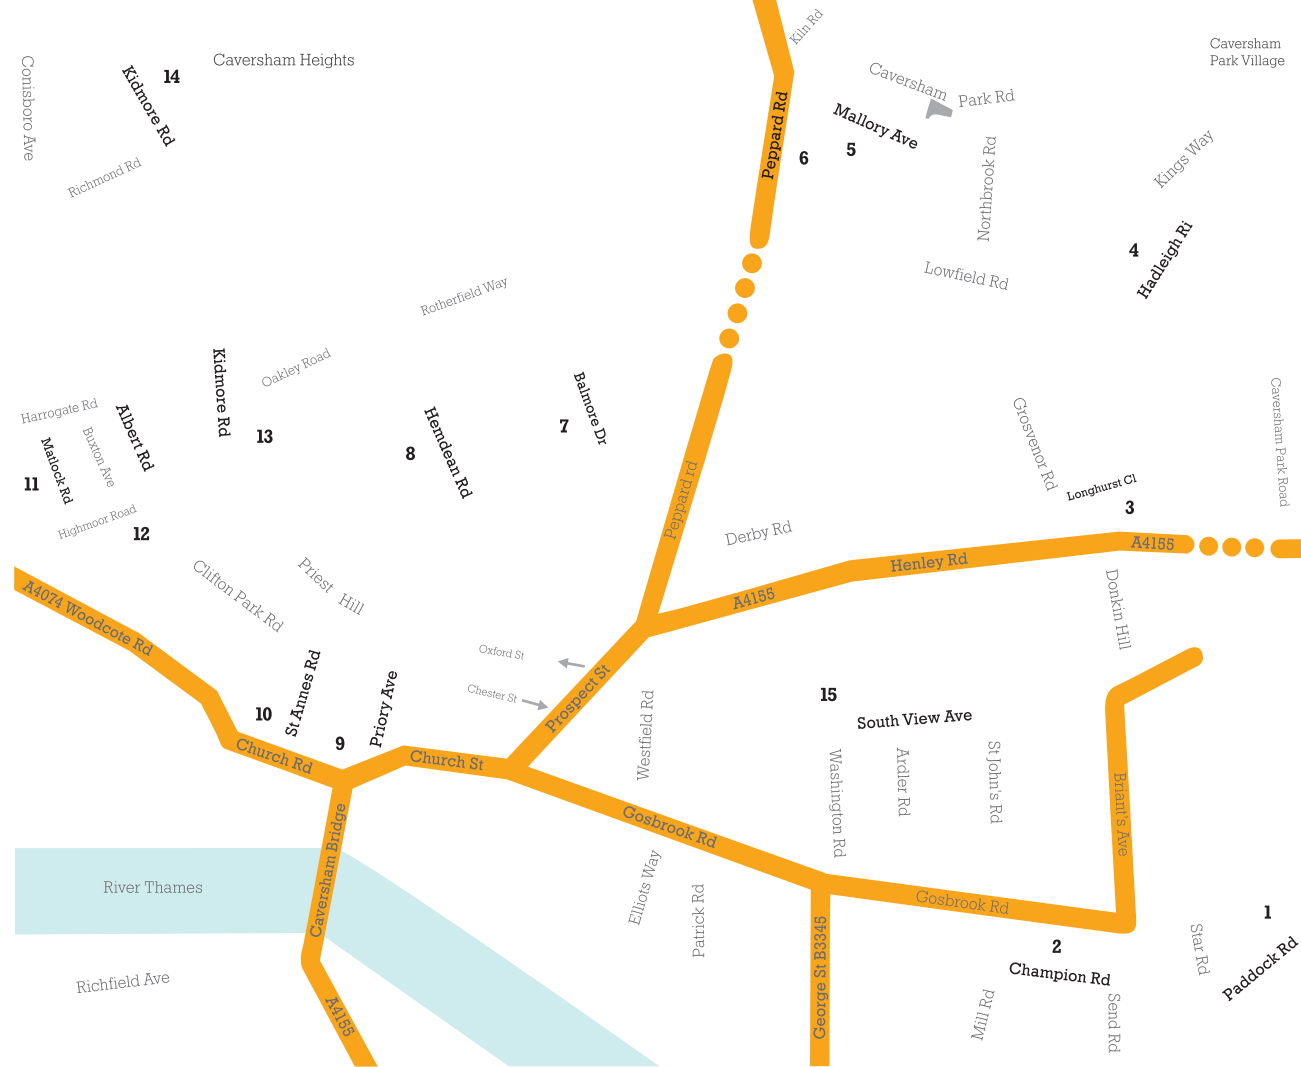 Kiln Rd
Caversham
Park Village
Conisboro Ave
Kidmore Rd
14
Caversham Heights
Caversham
Park Rd
Peppard Rd
Mallory Ave
6
5
Northbrook Rd
Kings Way
Richmond Rd
4
Hadleigh Ri
Lowfield Rd
Rotherfield Way
Kidmore Rd
Oakley Road
Balmore Dr
Harrogate Rd
Albert Rd
13
Hemdean Rd
7
8
Grosvenor Rd
Caversham Park Road
Matlock Rd
Buxton Ave
11
Peppard rd
Longhurst Cl
3
Highmoor Road
12
Derby Rd
A4155
Henley Rd
A4155
Clifton Park Rd
Priest Hill
A4074 Woodcote Rd
Donkin Hill
Oxford St
Chester St
Prospect St
Westfield Rd
10
St Annes Rd
9
Priory Ave
15
South View Ave
Church Rd
Church St
Washington Rd
Ardler Rd
St John's Rd
Briant's Ave
Gosbrook Rd
Caversham Bridge
River Thames
Elliots Way
Patrick Rd
Gosbrook Rd
George St B3345
1
2
Champion Rd
Star Rd
Paddock Rd
Richfield Ave
A4155
Mill Rd
Send Rd